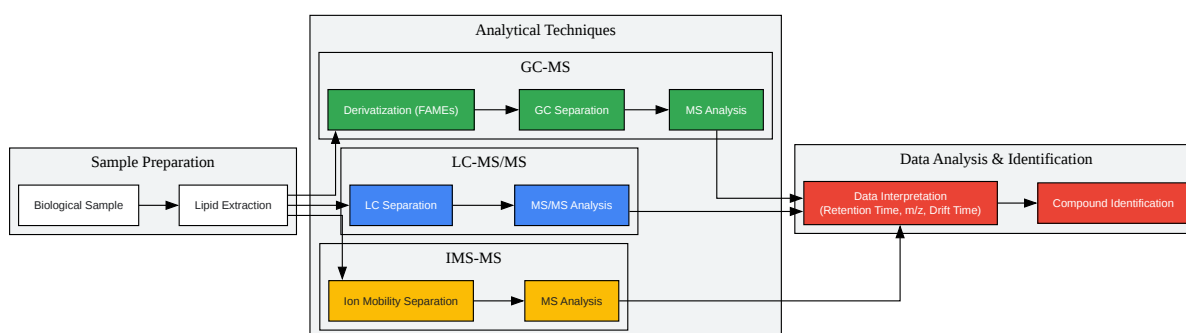 Analytical Techniques
GC-MS
Derivatization (FAMEs)
GC Separation
MS Analysis
Sample Preparation
Biological Sample
Lipid Extraction
LC-MS/MS
LC Separation
MS/MS Analysis
IMS-MS
Ion Mobility Separation
MS Analysis
Data Analysis & Identification
Data Interpretation
(Retention Time, m/z, Drift Time)
Compound Identification